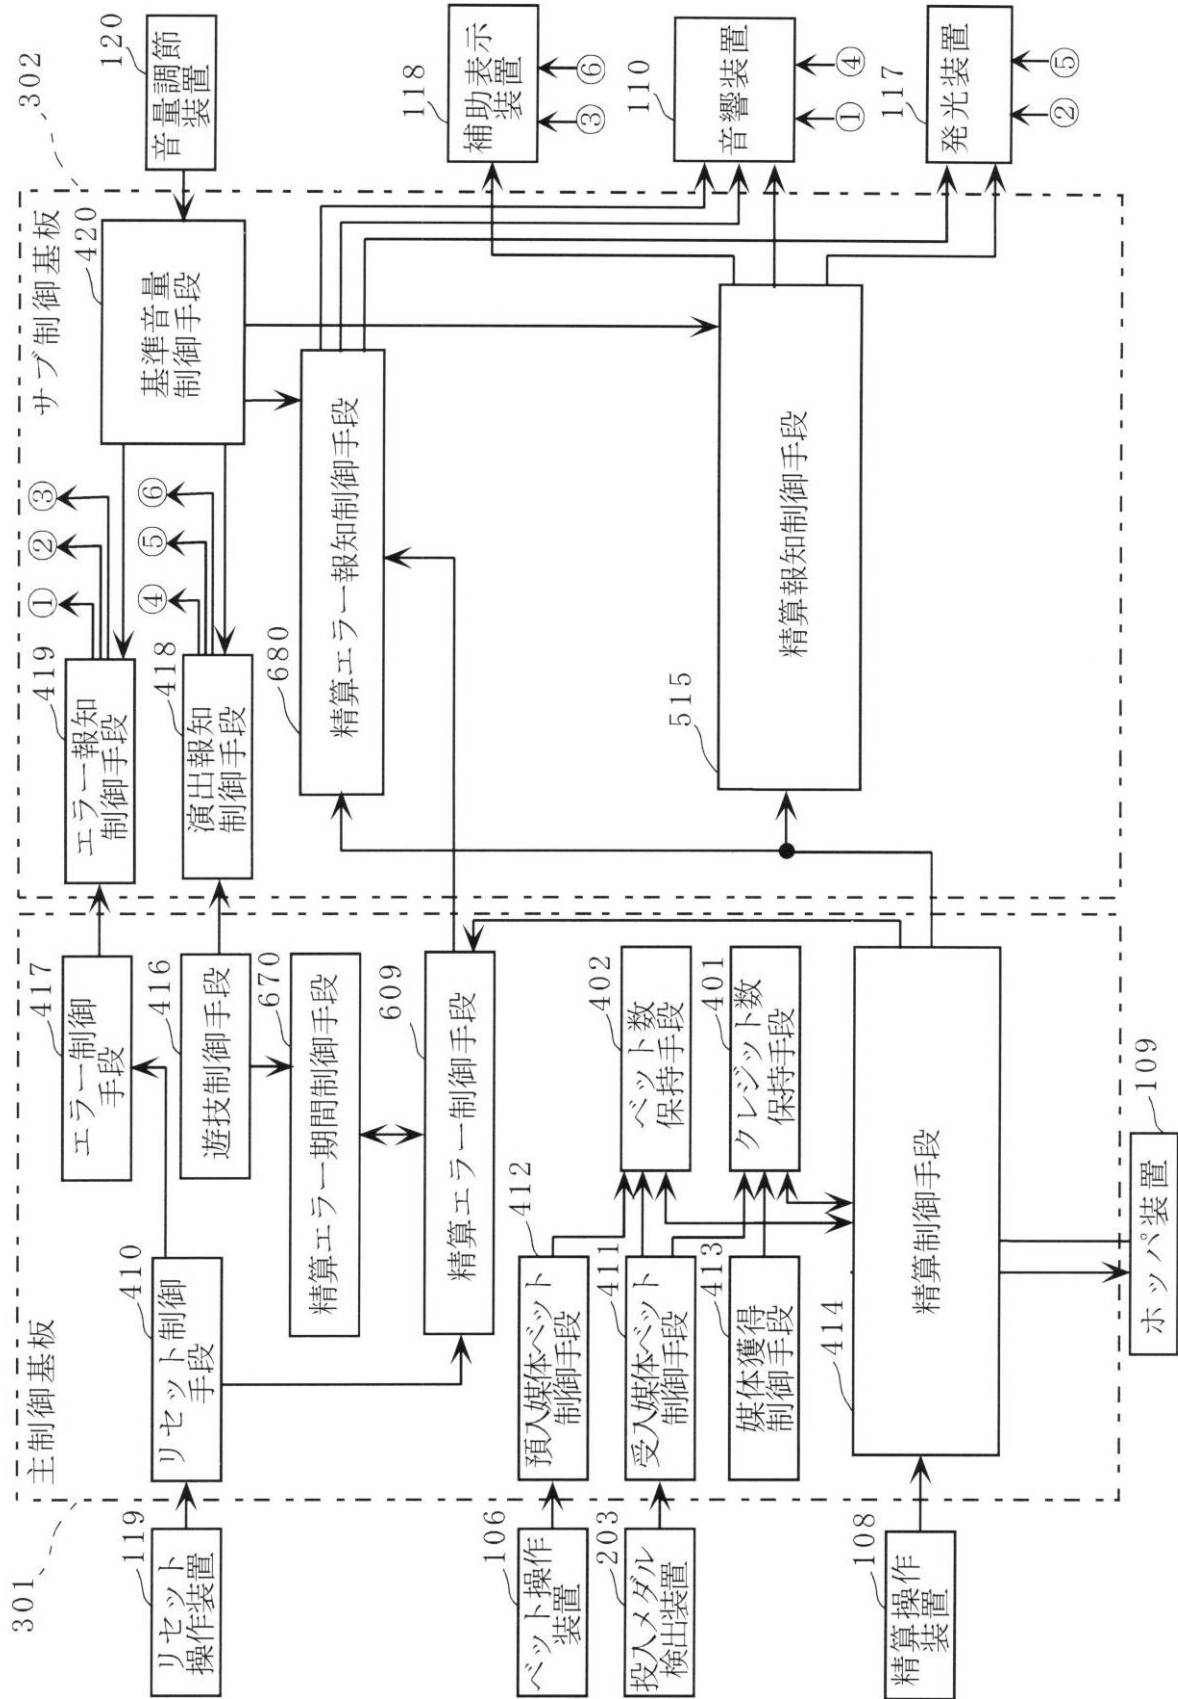 301
主制御基板
サブ制御基板
302
119
リセット
操作装置
410
リセット制御
手段
417
エラー制御
手段
419
エラー報知
制御手段
①
②
③
416
遊技制御手段
418
演出報知
制御手段
④
⑤
⑥
420
基準音量
制御手段
120
音量調節
装置
670
精算エラー期間制御手段
609
精算エラー制御手段
680
精算エラー報知制御手段
106
ベット操作
装置
412
預入媒体ベット
制御手段
402
ベット数
保持手段
203
投入メダル
検出装置
411
受入媒体ベット
制御手段
401
クレジット数
保持手段
413
媒体獲得
制御手段
108
精算操作
装置
414
精算制御手段
515
精算報知制御手段
118
補助表示
装置
③
⑥
110
音響装置
①
④
117
発光装置
②
⑤
109
ホッパ装置